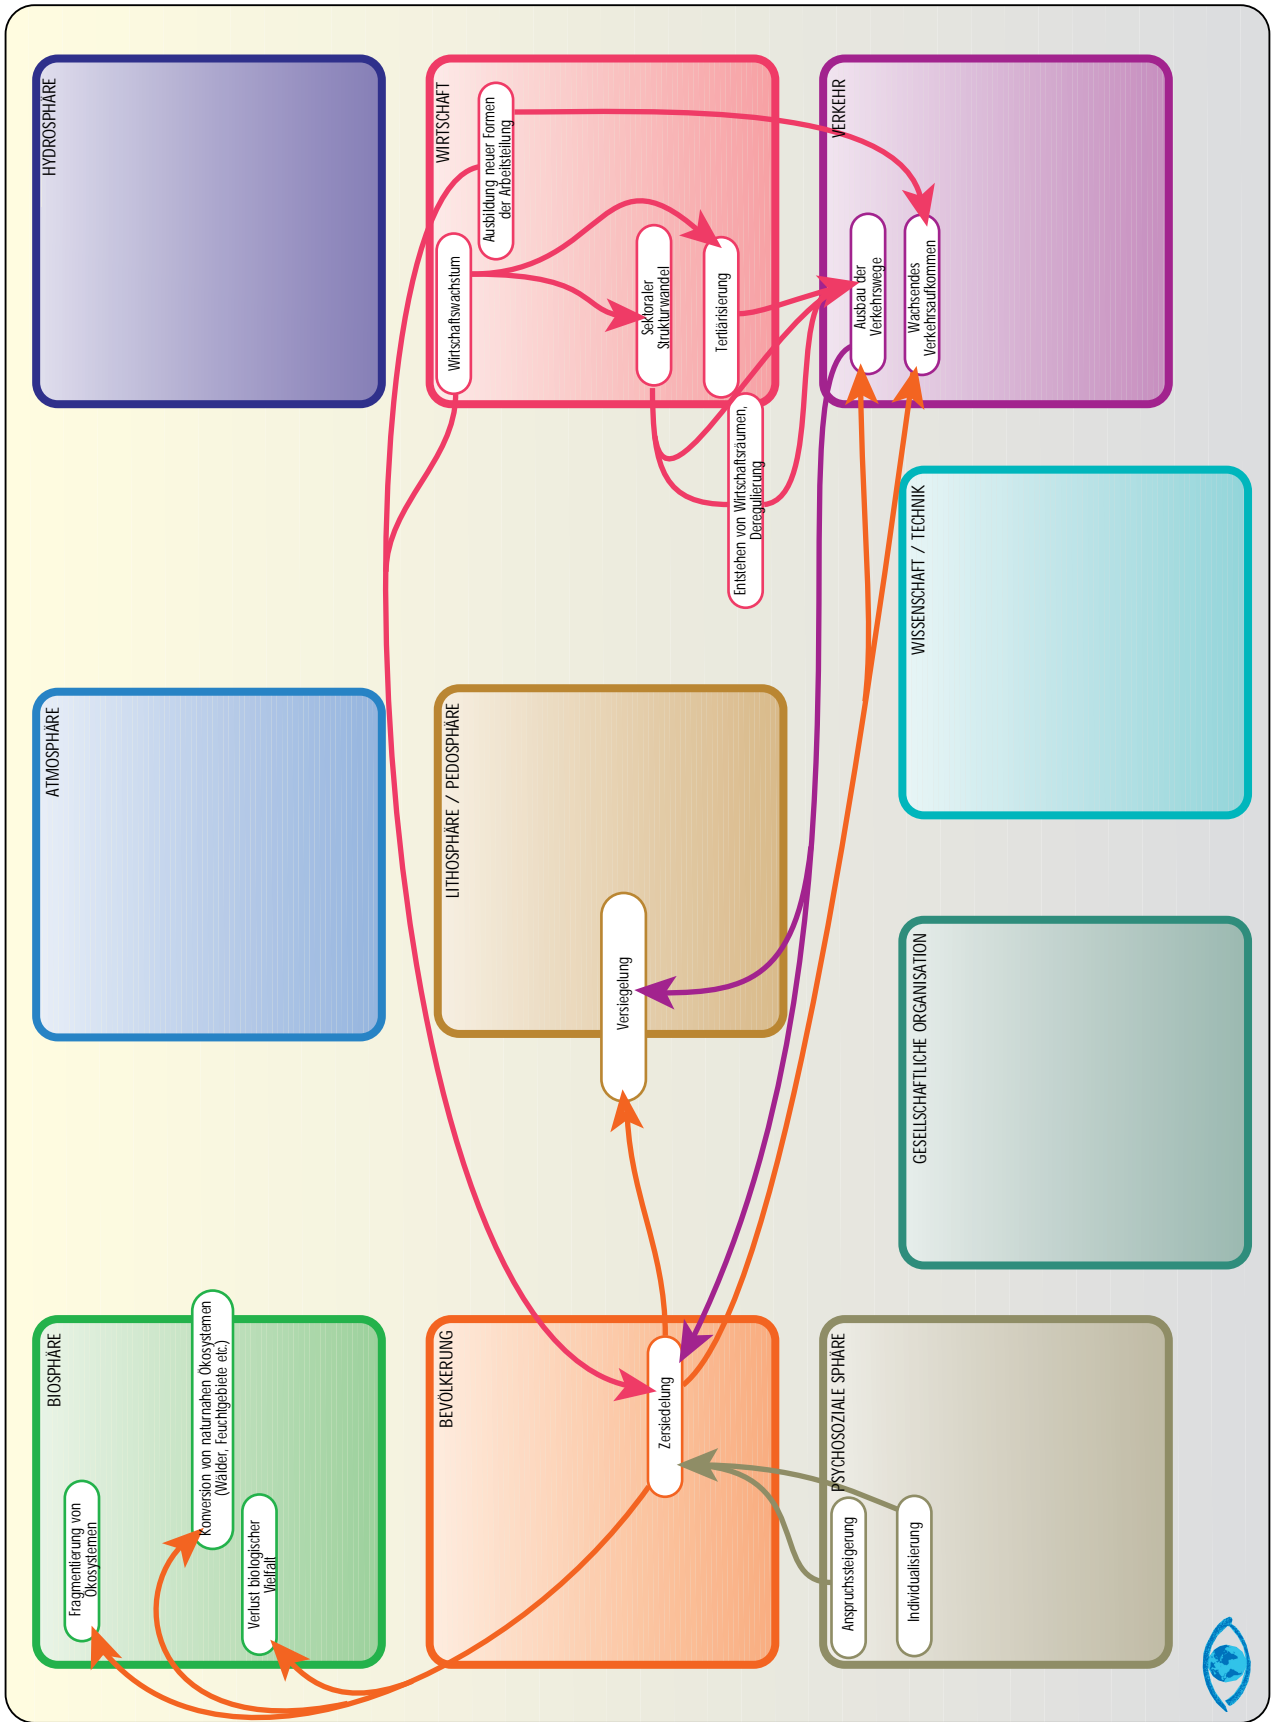 BIOSPHÄRE
Fragmentierung von
Ökosystemen
Konversion von naturnahen Ökosystemen
(Wälder, Feuchtgebiete etc.)
Verlust biologischer
Vielfalt
ATMOSPHÄRE
HYDROSPHÄRE
BEVÖLKERUNG
Zersiedelung
LITHOSPHÄRE / PEDOSPHÄRE
Versiegelung
WIRTSCHAFT
Wirtschaftswachstum
Ausbildung neuer Formen
der Arbeitsteilung
Sektoraler
Strukturwandel
Tertiärisierung
Entstehen von Wirtschaftsräumen,
Deregulierung
PSYCHOSOZIALE SPHÄRE
Anspruchssteigerung
Individualisierung
GESELLSCHAFTLICHE ORGANISATION
WISSENSCHAFT / TECHNIK
VERKEHR
Ausbau der
Verkehrswege
Wachsendes
Verkehrsaufkommen